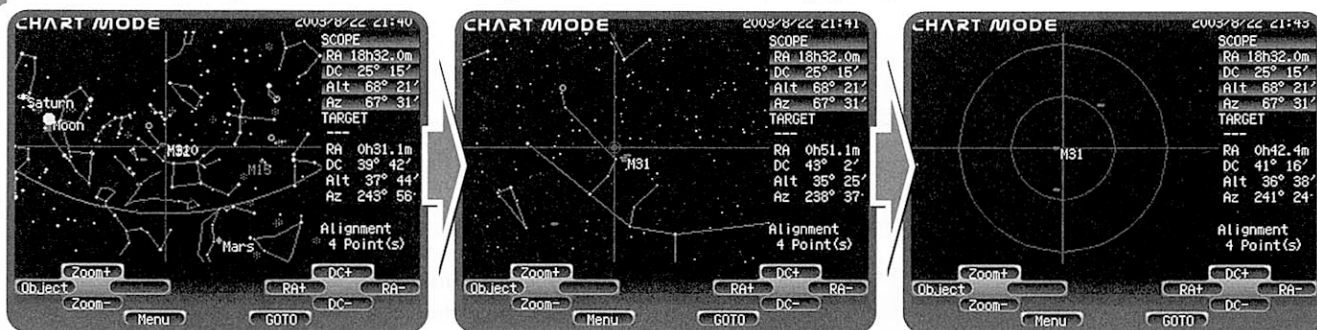 CHART MODE 2003/8/22 21:40
SCOPE
RA 18h32.0m
DC 25° 15′
Alt 68° 21′
Az 67° 31′
TARGET
---
RA 0h31.1m
DC 39° 42′
Alt 37° 44′
Az 243° 56′
Alignment
4 Point(s)
Saturn
Moon
M15
Mars
Zoom+
Object
Zoom-
Menu
GOTO
DC+
RA+
RA-
DC-
CHART MODE 2003/8/22 21:41
SCOPE
RA 18h32.0m
DC 25° 15′
Alt 68° 21′
Az 67° 31′
TARGET
---
RA 0h51.1m
DC 43° 2′
Alt 35° 25′
Az 238° 37′
Alignment
4 Point(s)
M31
Zoom+
Object
Zoom-
Menu
GOTO
DC+
RA+
RA-
DC-
CHART MODE 2003/8/22 21:43
SCOPE
RA 18h32.0m
DC 25° 15′
Alt 68° 21′
Az 67° 31′
TARGET
---
RA 0h42.4m
DC 41° 16′
Alt 36° 38′
Az 241° 24′
Alignment
4 Point(s)
M31
Zoom+
Object
Zoom-
Menu
GOTO
DC+
RA+
RA-
DC-